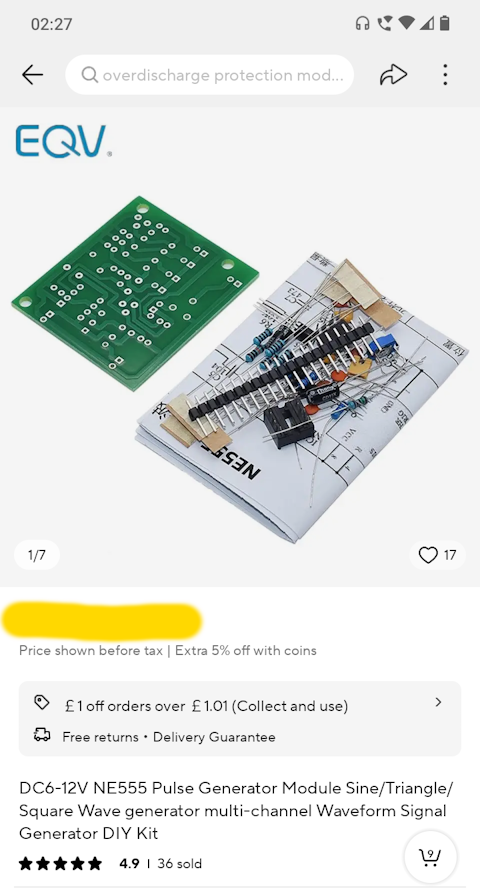 02:27
overdischarge protection mod...
EQV.
NE555
VCC
GND
1/7
17
Price shown before tax | Extra 5% off with coins
£1 off orders over £1.01 (Collect and use)
Free returns • Delivery Guarantee
DC6-12V NE555 Pulse Generator Module Sine/Triangle/
Square Wave generator multi-channel Waveform Signal
Generator DIY Kit
4.9 | 36 sold
9